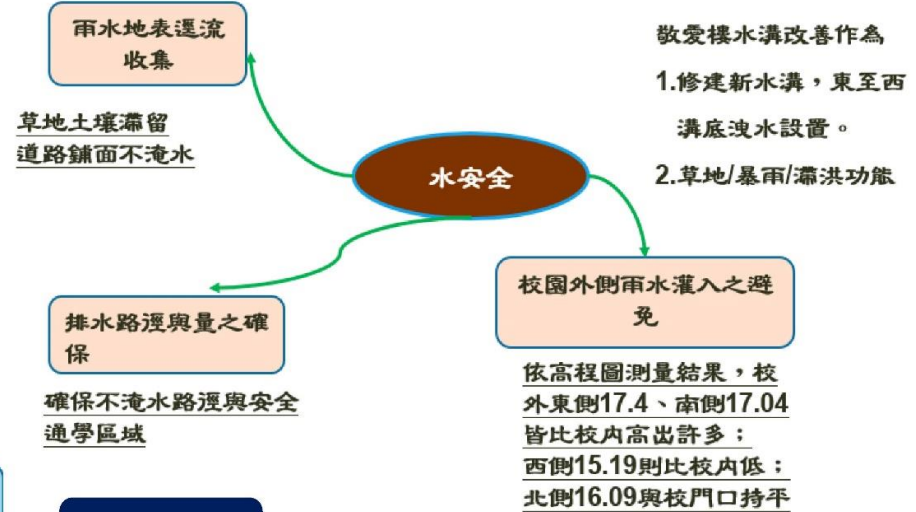 雨水地表逕流
收集
草地土壤滯留
道路鋪面不淹水
水安全
敬愛樓水溝改善作為
1.修建新水溝，東至西
溝底洩水設置。
2.草地/暴雨/滯洪功能
排水路徑與量之確
保
確保不淹水路徑與安全
通學區域
校園外側雨水灌入之避
免
依高程圖測量結果，校
外東側17.4、南側17.04
皆比校內高出許多；
西側15.19則比校內低；
北側16.09與校門口持平